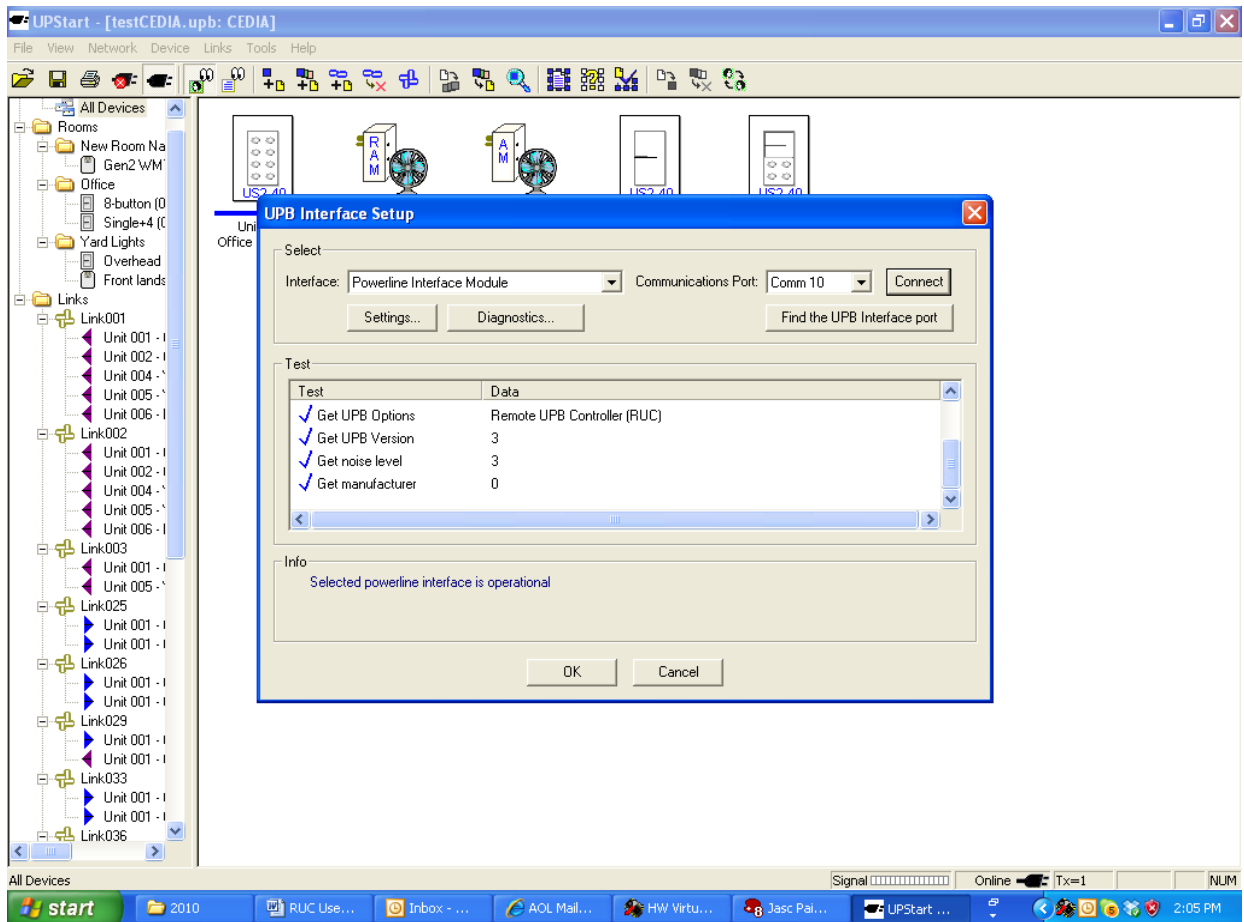 UPStart - [testCEDIA.upb: CEDIA]
File View Network Device Links Tools Help
All Devices
Rooms
New Room Na
Gen2 WM
Office
8-button (0
Single+4 (0
Yard Lights
Overhead
Front lands
Links
Link001
Unit 001 -
Unit 002 -
Unit 004 -
Unit 005 -
Unit 006 -
Link002
Unit 001 -
Unit 002 -
Unit 004 -
Unit 005 -
Unit 006 -
Link003
Unit 001 -
Unit 005 -
Link025
Unit 001 -
Unit 001 -
Link026
Unit 001 -
Unit 001 -
Link029
Unit 001 -
Unit 001 -
Link033
Unit 001 -
Unit 001 -
Link036
US2 40
RAM
AM
US2 40
US2 40
Uni
Office
UPB Interface Setup
Select
Interface: Powerline Interface Module Communications Port: Comm 10 Connect
Settings... Diagnostics... Find the UPB Interface port
Test
Test Data
Get UPB Options Remote UPB Controller (RUC)
Get UPB Version 3
Get noise level 3
Get manufacturer 0
Info
Selected powerline interface is operational
OK Cancel
All Devices Signal Online Tx=1 NUM
start 2010 RUC Use... Inbox - ... AOL Mail... HW Virtu... Jasc Pai... UPStart ... 2:05 PM